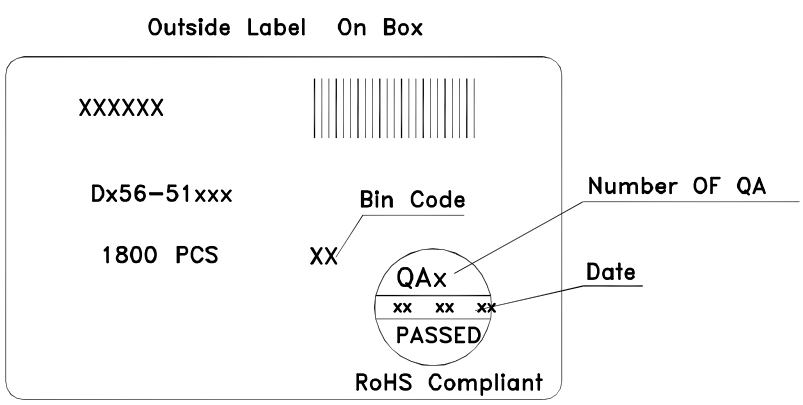 Outside Label On Box
XXXXXX
Dx56-51xxx
Bin Code
Number OF QA
1800 PCS
XX
QAx
Date
xx xx xx
PASSED
RoHS Compliant